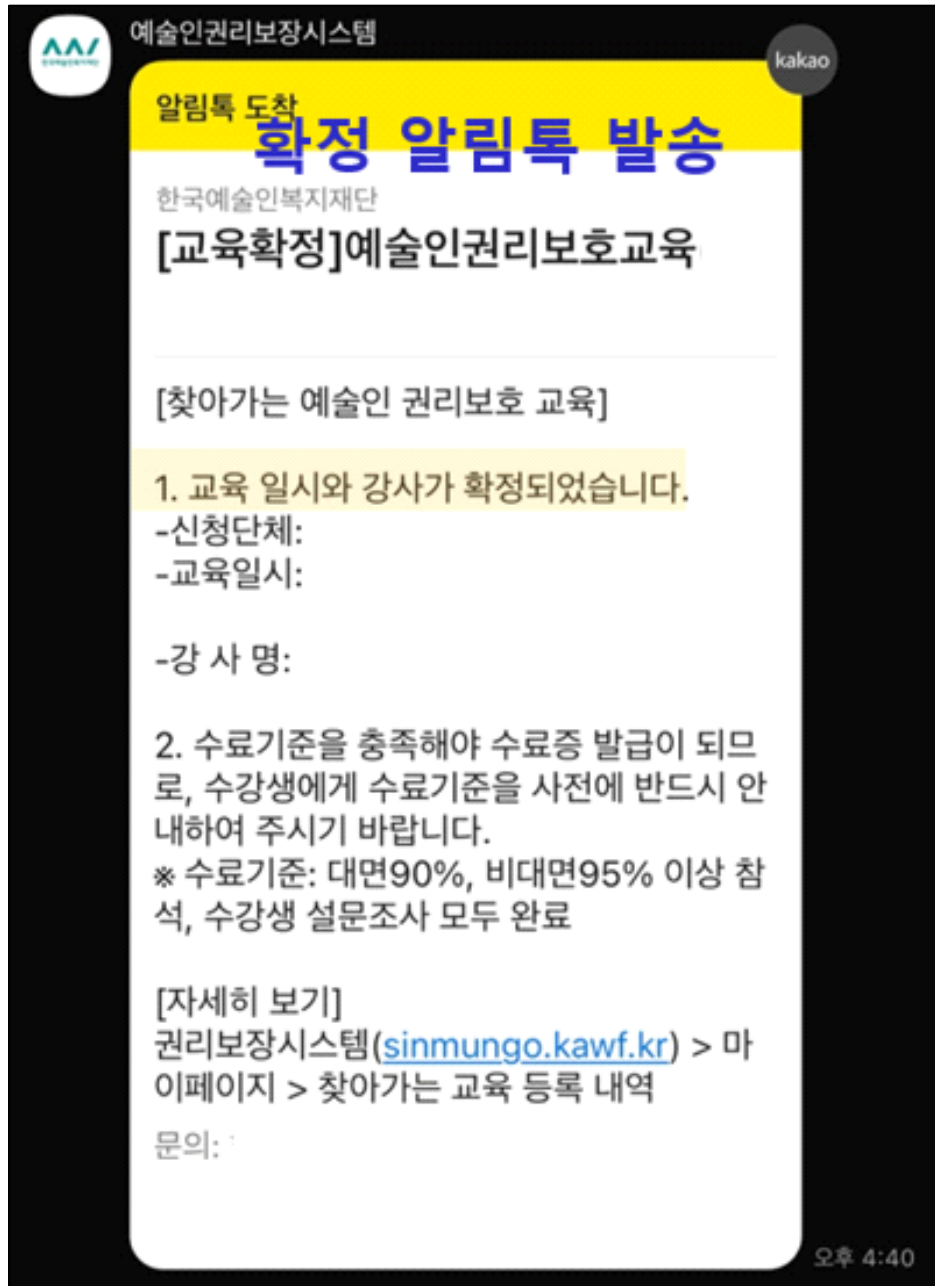 예술인권리보장시스템
kakao
알림톡 도착
확정 알림톡 발송
한국예술인복지재단
[교육확정]예술인권리보호교육
[찾아가는 예술인 권리보호 교육]
1. 교육 일시와 강사가 확정되었습니다.
-신청단체:
-교육일시:
-강 사 명:
2. 수료기준을 충족해야 수료증 발급이 되므
로, 수강생에게 수료기준을 사전에 반드시 안
내하여 주시기 바랍니다.
※ 수료기준: 대면90%, 비대면95% 이상 참
석, 수강생 설문조사 모두 완료
[자세히 보기]
권리보장시스템(sinmungo.kawf.kr) > 마
이페이지 > 찾아가는 교육 등록 내역
문의:
오후 4:40